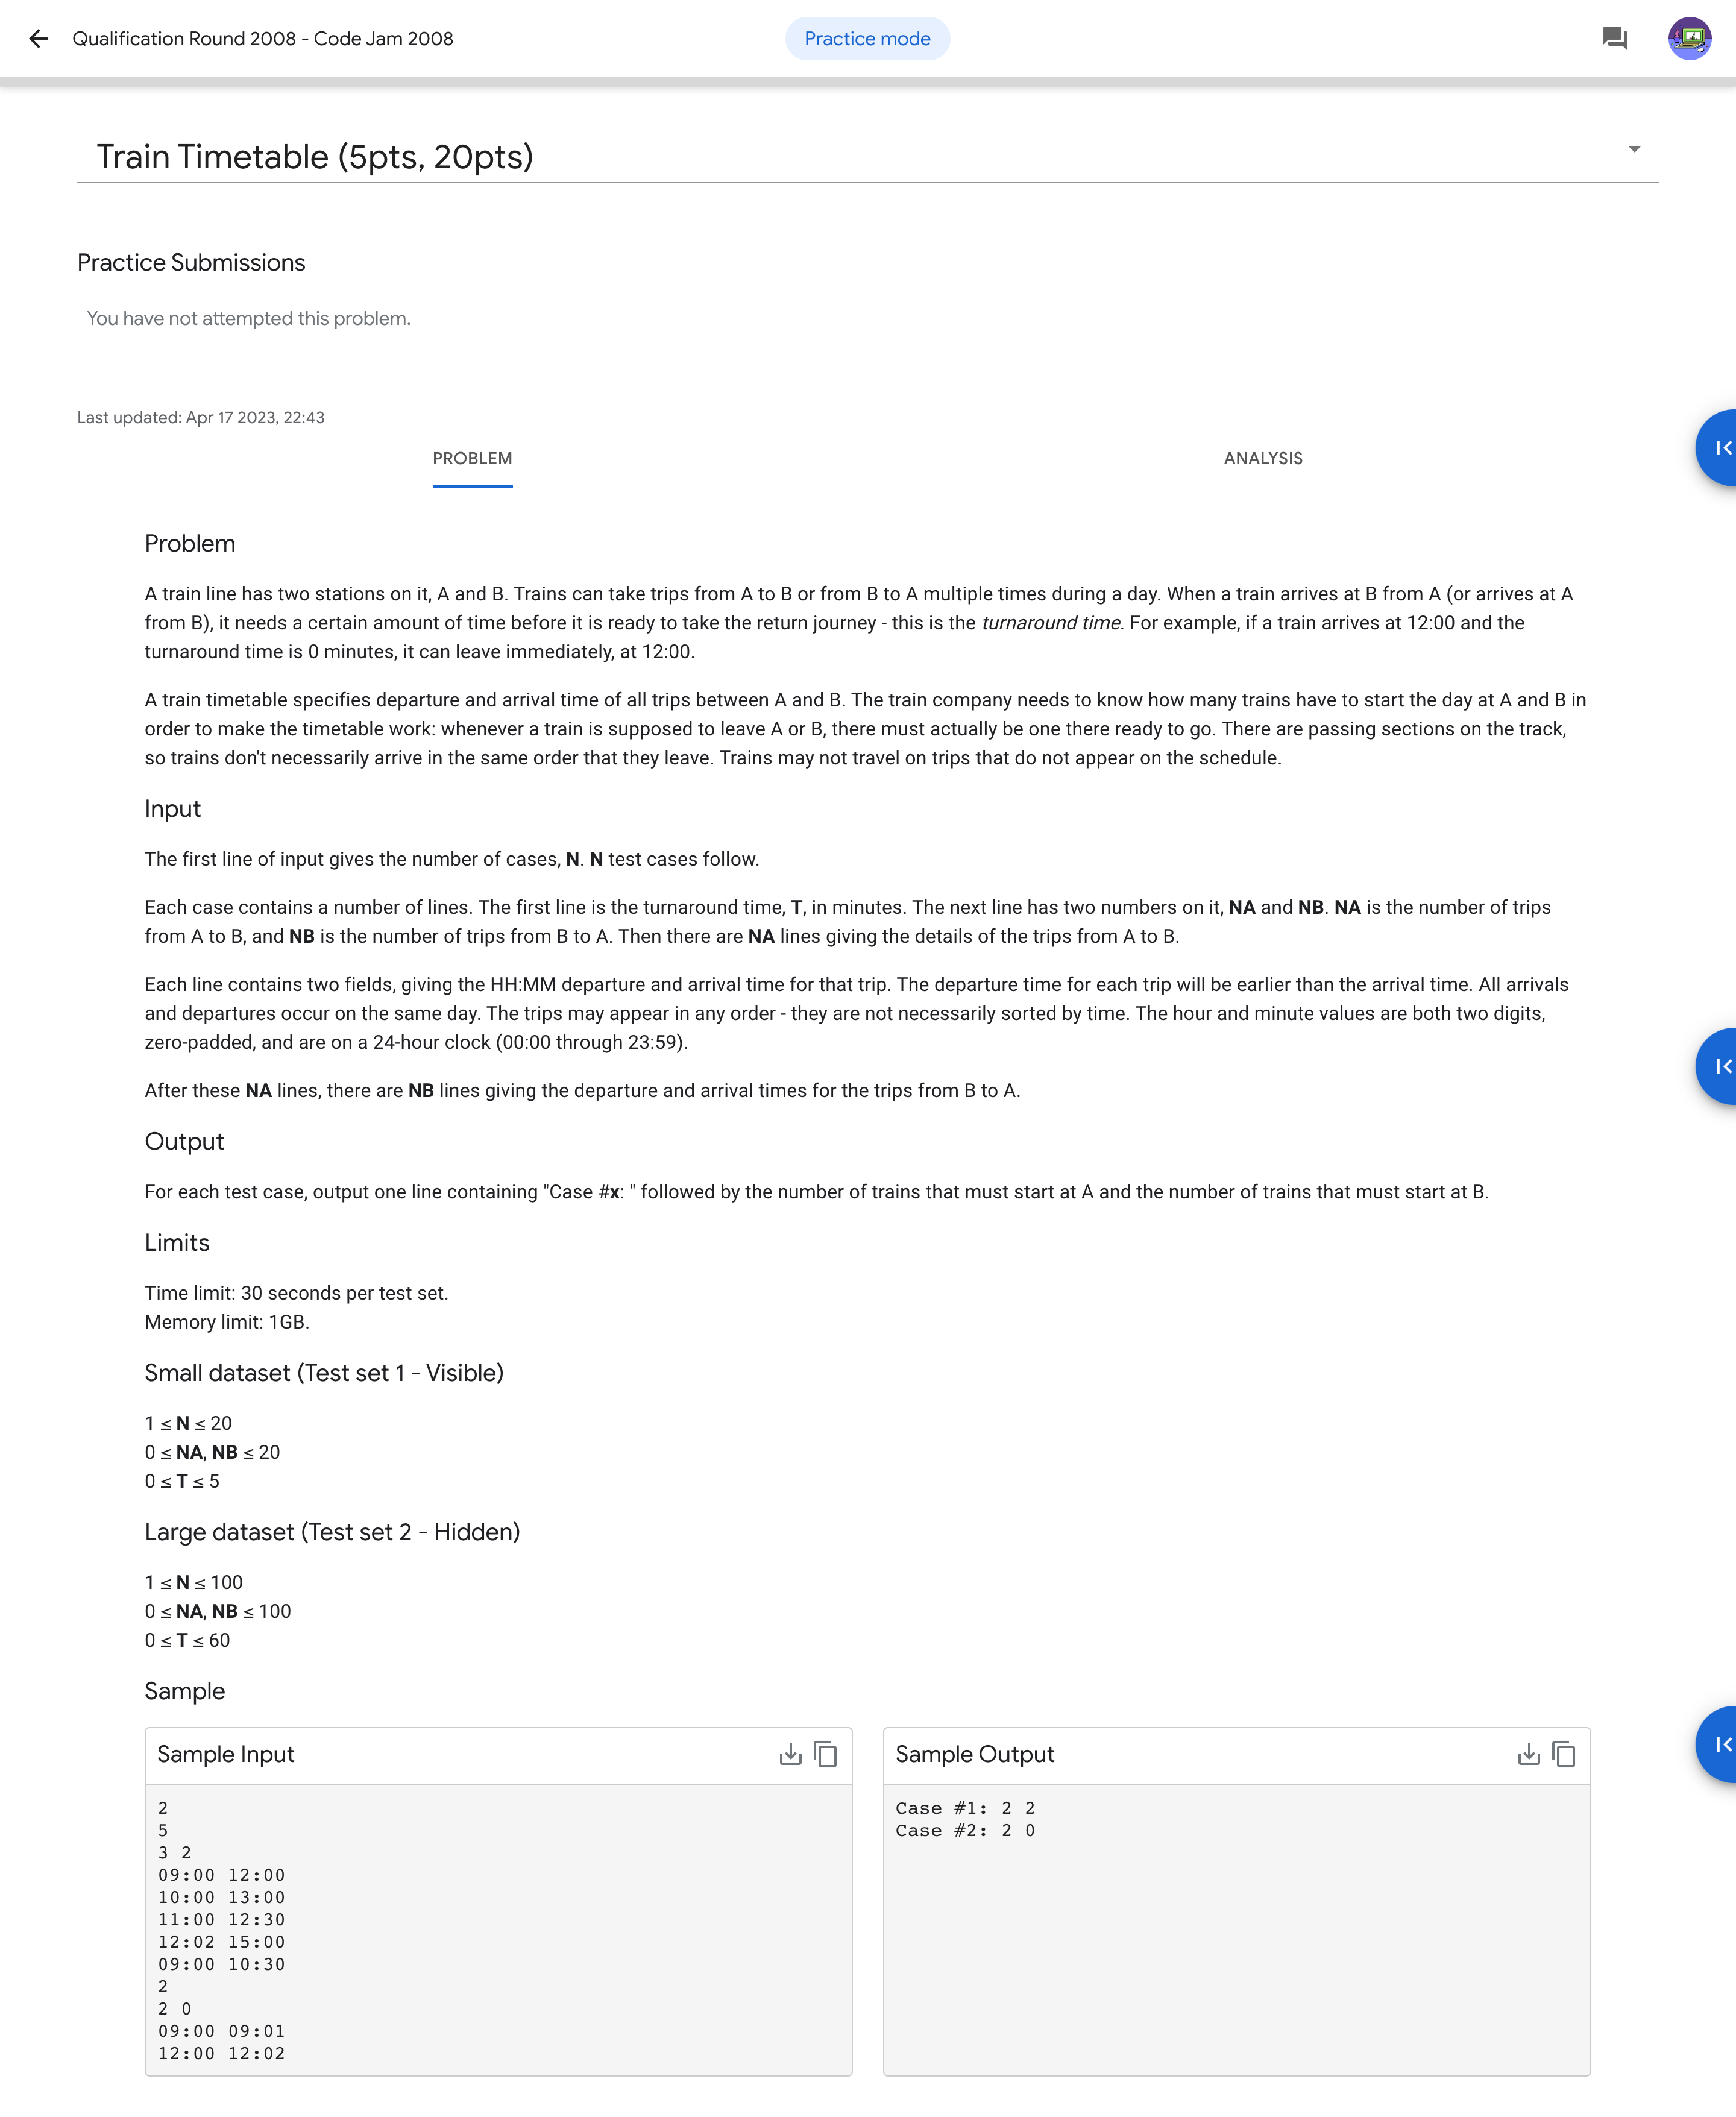 Qualification Round 2008 - Code Jam 2008
Practice mode
Train Timetable (5pts, 20pts)
Practice Submissions
You have not attempted this problem.
Last updated: Apr 17 2023, 22:43
PROBLEM
ANALYSIS
Problem
A train line has two stations on it, A and B. Trains can take trips from A to B or from B to A multiple times during a day. When a train arrives at B from A (or arrives at A
from B), it needs a certain amount of time before it is ready to take the return journey - this is the turnaround time. For example, if a train arrives at 12:00 and the
turnaround time is 0 minutes, it can leave immediately, at 12:00.
A train timetable specifies departure and arrival time of all trips between A and B. The train company needs to know how many trains have to start the day at A and B in
order to make the timetable work: whenever a train is supposed to leave A or B, there must actually be one there ready to go. There are passing sections on the track,
so trains don't necessarily arrive in the same order that they leave. Trains may not travel on trips that do not appear on the schedule.
Input
The first line of input gives the number of cases, N. N test cases follow.
Each case contains a number of lines. The first line is the turnaround time, T, in minutes. The next line has two numbers on it, NA and NB. NA is the number of trips
from A to B, and NB is the number of trips from B to A. Then there are NA lines giving the details of the trips from A to B.
Each line contains two fields, giving the HH:MM departure and arrival time for that trip. The departure time for each trip will be earlier than the arrival time. All arrivals
and departures occur on the same day. The trips may appear in any order - they are not necessarily sorted by time. The hour and minute values are both two digits,
zero-padded, and are on a 24-hour clock (00:00 through 23:59).
After these NA lines, there are NB lines giving the departure and arrival times for the trips from B to A.
Output
For each test case, output one line containing "Case #x: " followed by the number of trains that must start at A and the number of trains that must start at B.
Limits
Time limit: 30 seconds per test set.
Memory limit: 1GB.
Small dataset (Test set 1 - Visible)
1 ≤ N ≤ 20
0 ≤ NA, NB ≤ 20
0 ≤ T ≤ 5
Large dataset (Test set 2 - Hidden)
1 ≤ N ≤ 100
0 ≤ NA, NB ≤ 100
0 ≤ T ≤ 60
Sample
Sample Input
2
5
3 2
09:00 12:00
10:00 13:00
11:00 12:30
12:02 15:00
09:00 10:30
2
2 0
09:00 09:01
12:00 12:02
Sample Output
Case #1: 2 2
Case #2: 2 0